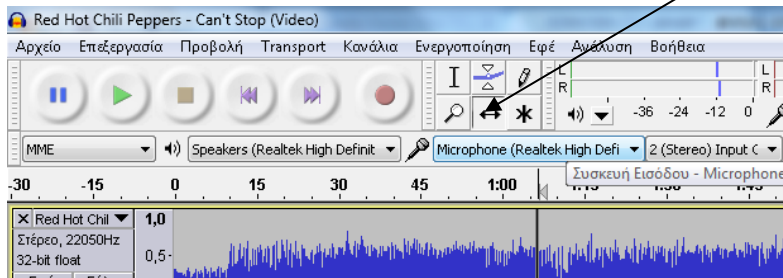 Red Hot Chili Peppers - Can't Stop (Video)
Αρχείο Επεξεργασία Προβολή Transport Κανάλια Ενεργοποίηση Εφέ Ανάλυση Βοήθεια
L
R
L
R
-36 -24 -12 0
MME Speakers (Realtek High Definit Microphone (Realtek High Defi 2 (Stereo) Input C
Συσκευή Εισόδου - Microphone
-30 -15 0 15 30 45 1:00
X Red Hot Chil 1,0
Στέρεο, 22050Hz
32-bit float 0,5-